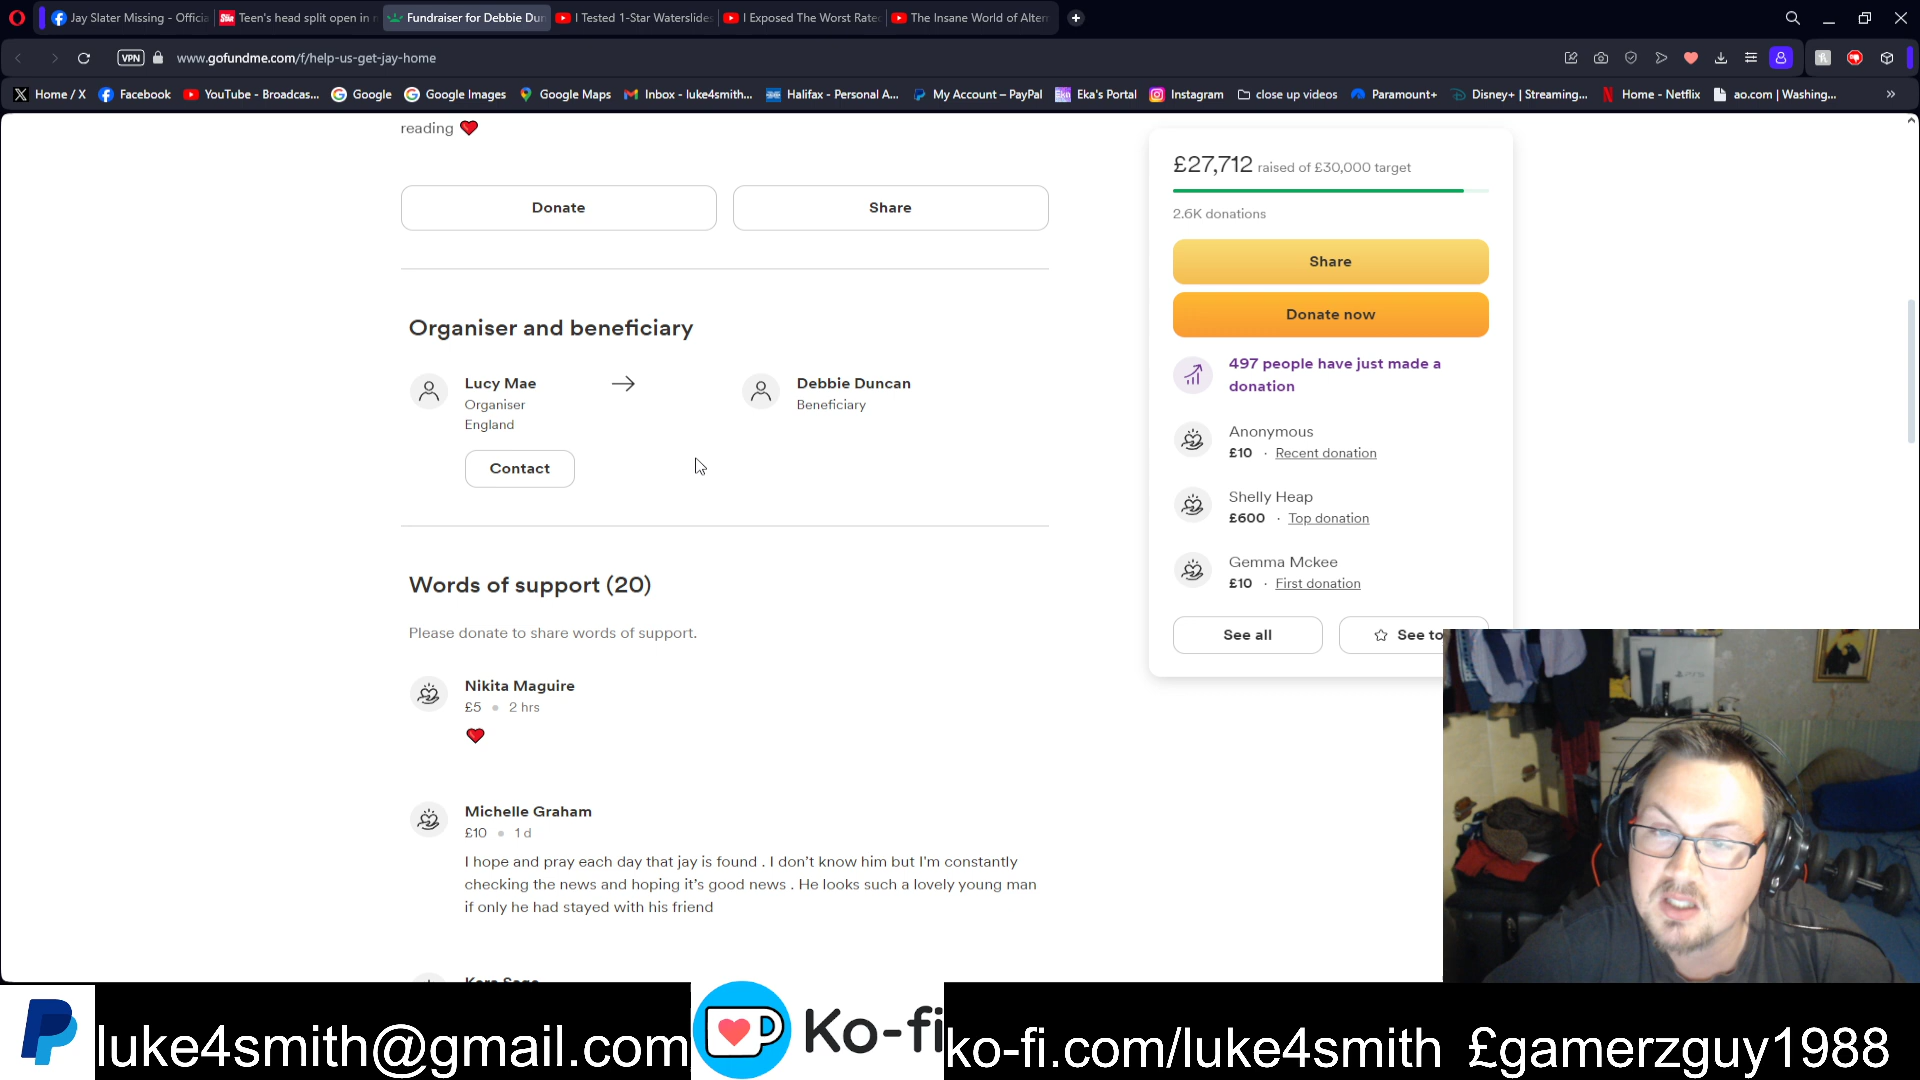 Jay Slater Missing - Officia
Teen's head split open in
Fundraiser for Debbie Dun
I Tested 1-Star Waterslides
I Exposed The Worst Rate
The Insane World of Altern
VPN
www.gofundme.com/f/help-us-get-jay-home
Home / X
Facebook
YouTube - Broadcas...
Google
Google Images
Google Maps
Inbox - luke4smith...
Halifax - Personal A...
My Account – PayPal
Eka's Portal
Instagram
close up videos
Paramount+
Disney+ | Streaming...
Home - Netflix
ao.com | Washing...
reading ❤️
Donate
Share
Organiser and beneficiary
Lucy Mae
Organiser
England
Contact
Debbie Duncan
Beneficiary
Words of support (20)
Please donate to share words of support.
Nikita Maguire
£5 • 2 hrs
❤️
Michelle Graham
£10 • 1 d
I hope and pray each day that jay is found . I don't know him but I'm constantly
checking the news and hoping it's good news . He looks such a lovely young man
if only he had stayed with his friend
£27,712 raised of £30,000 target
2.6K donations
Share
Donate now
497 people have just made a
donation
Anonymous
£10 · Recent donation
Shelly Heap
£600 · Top donation
Gemma Mckee
£10 · First donation
See all
See to
luke4smith@gmail.com
Ko-fi
ko-fi.com/luke4smith £gamerzguy1988